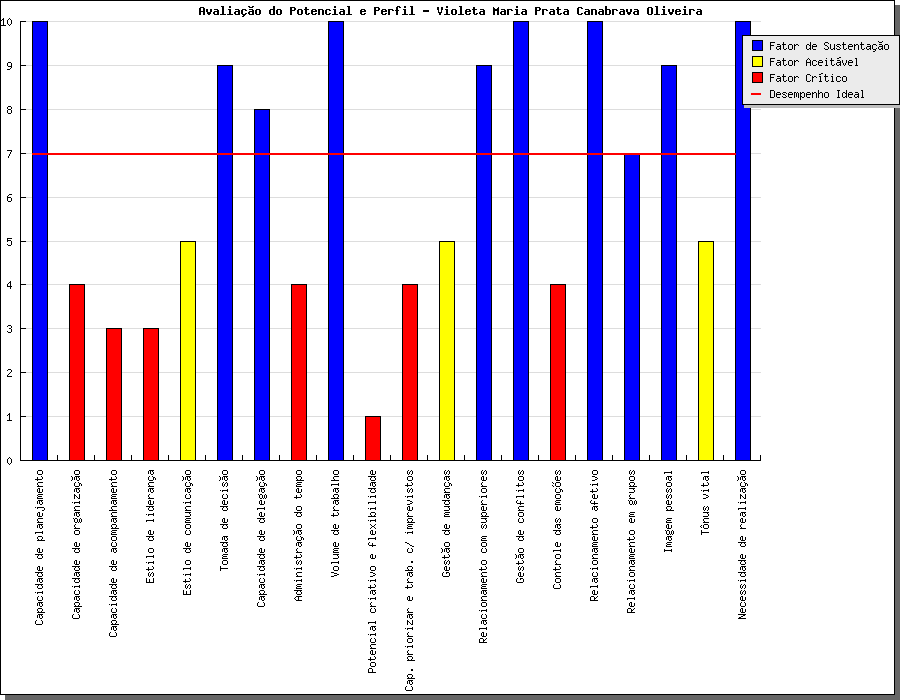 Avaliação do Potencial e Perfil - Violeta Maria Prata Canabrava Oliveira
Fator de Sustentação
Fator Aceitável
Fator Crítico
Desempenho Ideal
10
9
8
7
6
5
4
3
2
1
0
Capacidade de planejamento
Capacidade de organização
Capacidade de acompanhamento
Estilo de liderança
Estilo de comunicação
Tomada de decisão
Capacidade de delegação
Administração do tempo
Volume de trabalho
Potencial criativo e flexibilidade
Cap. priorizar e trab. c/ imprevistos
Gestão de mudanças
Relacionamento com superiores
Gestão de conflitos
Controle das emoções
Relacionamento afetivo
Relacionamento em grupos
Imagem pessoal
Tônus vital
Necessidade de realização